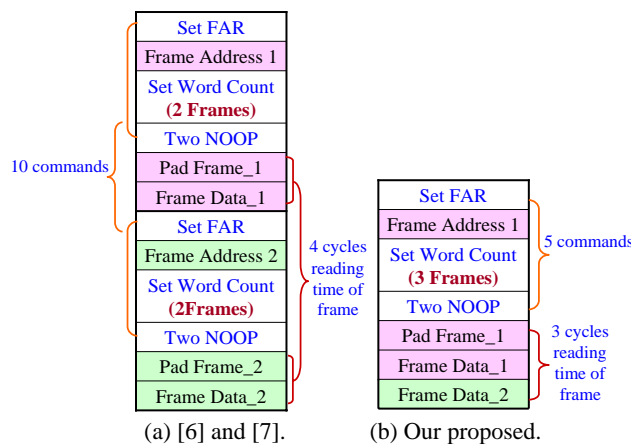 Set FAR
Frame Address 1
Set Word Count
(2 Frames)
Two NOOP
10 commands
Pad Frame_1
Frame Data_1
Set FAR
Frame Address 2
Set Word Count
(2Frames)
Two NOOP
Pad Frame_2
Frame Data_2
4 cycles
reading
time of
frame
(a) [6] and [7].
Set FAR
Frame Address 1
Set Word Count
(3 Frames)
Two NOOP
5 commands
Pad Frame_1
Frame Data_1
Frame Data_2
3 cycles
reading
time of
frame
(b) Our proposed.